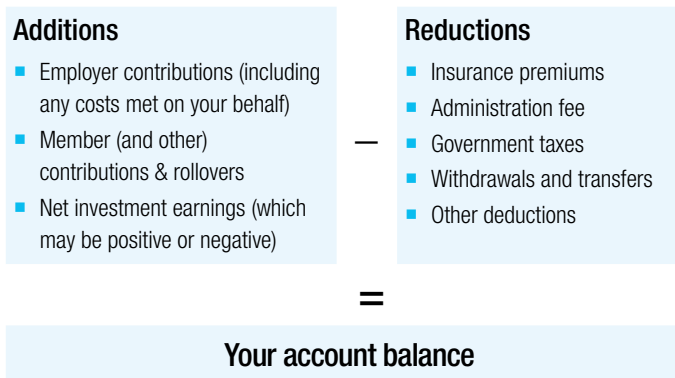 Additions
■ Employer contributions (including
any costs met on your behalf)
■ Member (and other)
contributions & rollovers
■ Net investment earnings (which
may be positive or negative)
–
Reductions
■ Insurance premiums
■ Administration fee
■ Government taxes
■ Withdrawals and transfers
■ Other deductions
=
Your account balance